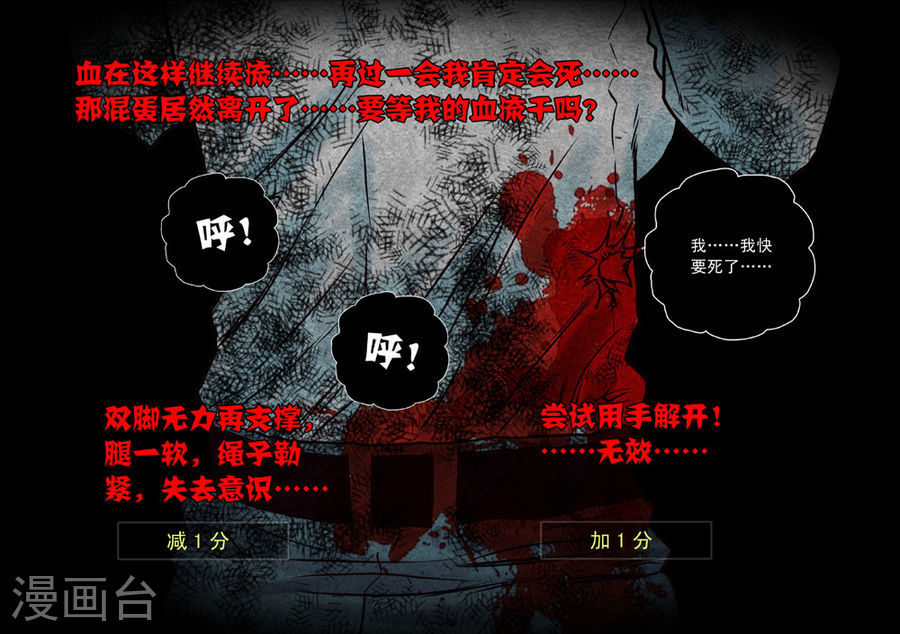 血在这样继续流……再过一会我肯定会死……
那混蛋居然离开了……要等我的血流干吗?
呼!
我……我快
要死了……
呼!
双脚无力再支撑，
腿一软，绳子勒
紧，失去意识……
尝试用手解开!
……无效……
减1分
加1分
漫画台